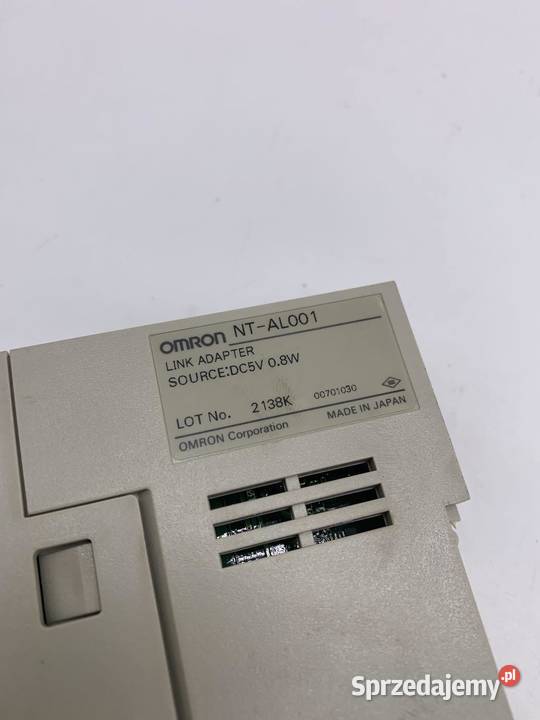 OMRON NT-AL001
LINK ADAPTER
SOURCE:DC5V 0.8W
LOT No. 2138K 00701030
OMRON Corporation MADE IN JAPAN
Sprzedajemy.pl